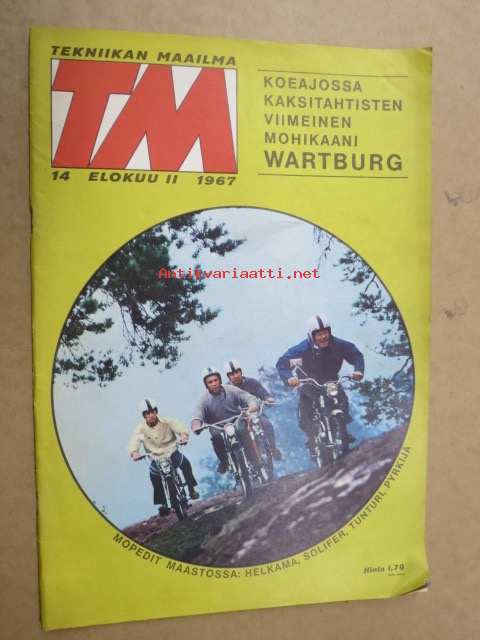 TEKNIIKAN MAAILMA
TM
14 ELOKUU II 1967
KOEAJOSSA
KAKSITAHTISTEN
VIIMEINEN
MOHIKAANI
WARTBURG
Antikvariaatti.net
MOPEDIT MAASTOSSA: HELKAMA, SOLIFER, TUNTURI, PYRKIJÄ
Hinta 1,70